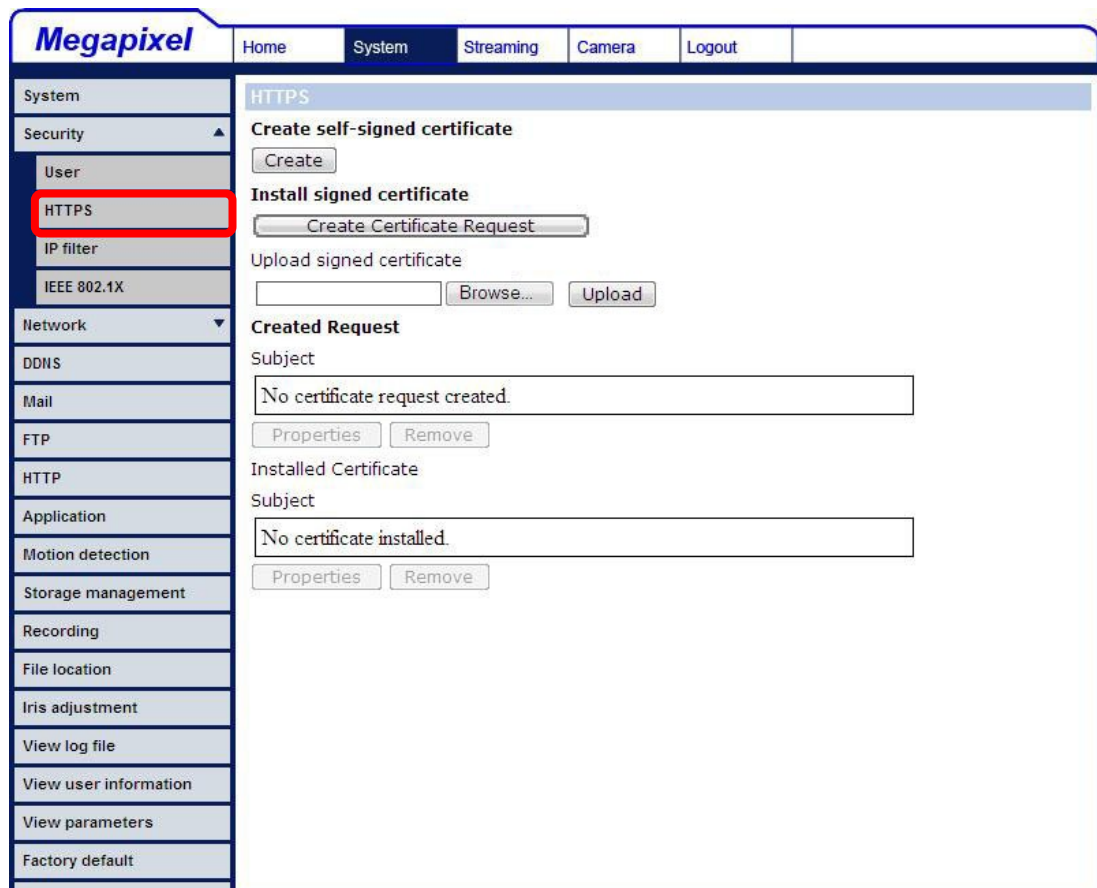 Megapixel
Home System Streaming Camera Logout
System
Security
User
HTTPS
IP filter
IEEE 802.1X
Network
DDNS
Mail
FTP
HTTP
Application
Motion detection
Storage management
Recording
File location
Iris adjustment
View log file
View user information
View parameters
Factory default
HTTPS
Create self-signed certificate
Create
Install signed certificate
Create Certificate Request
Upload signed certificate
Browse... Upload
Created Request
Subject
No certificate request created.
Properties Remove
Installed Certificate
Subject
No certificate installed.
Properties Remove